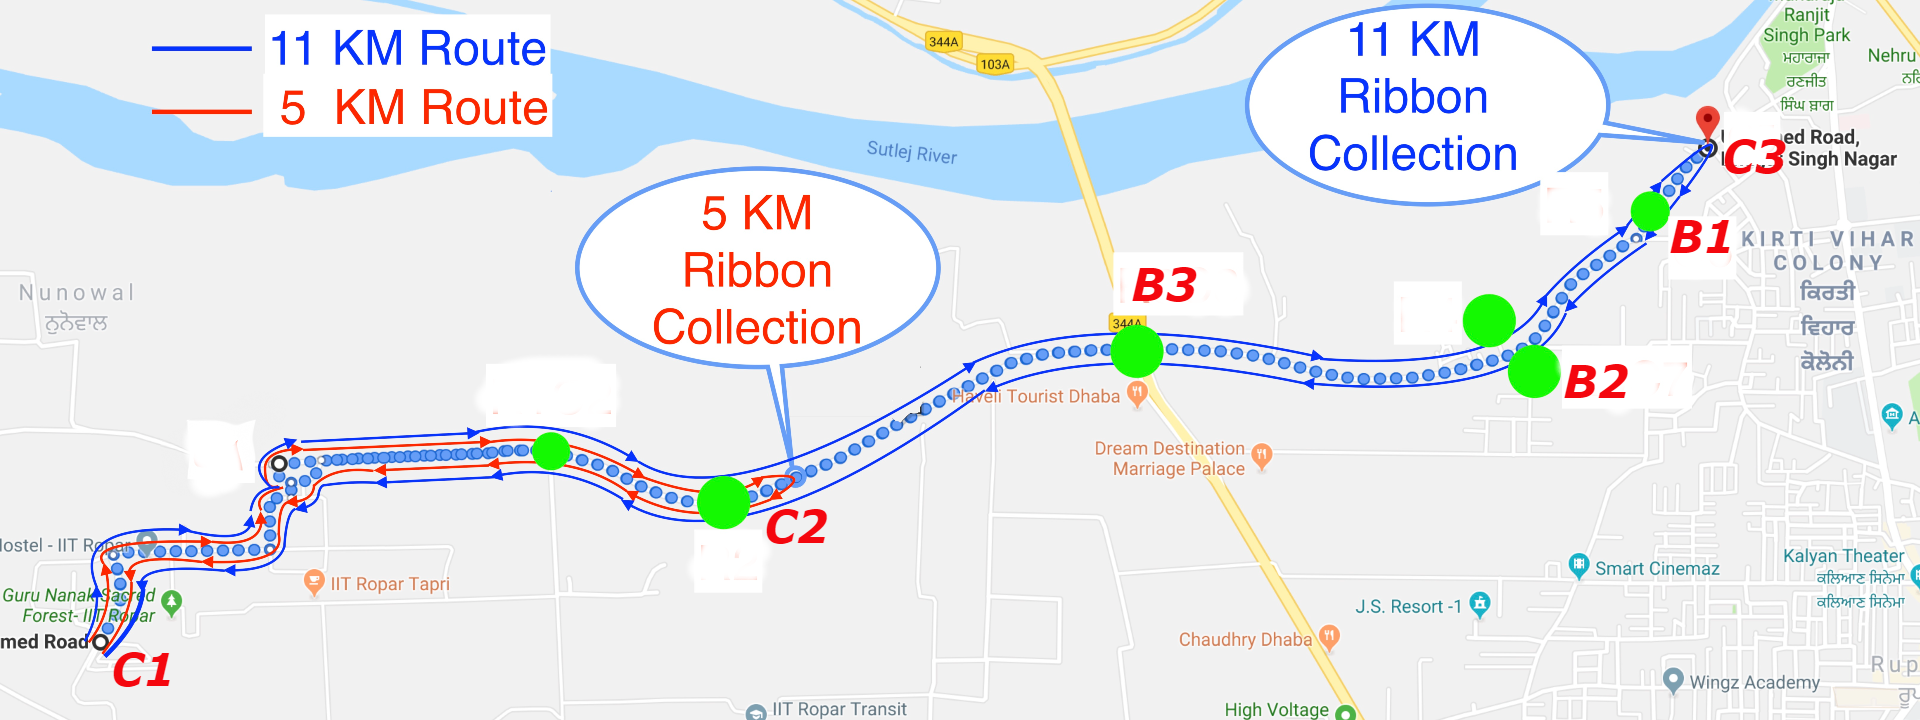 11 KM Route
5 KM Route
344A
103A
Sutlej River
11 KM
Ribbon
Collection
Ranjit
Singh Park
ਮਹਾਰਾਜਾ
ਰਣਜੀਤ
ਸਿੰਘ ਬਾਗ
Nehru
ed Road,
C3 Singh Nagar
B1
KIRTI VIHAR
COLONY
ਕਿਰਤੀ
ਵਿਹਾਰ
ਕੋਲੋਨੀ
5 KM
Ribbon
Collection
Nunowal
ਨੁਨੋਵਾਲ
B3
344A
B2
Haveli Tourist Dhaba
Dream Destination
Marriage Palace
C2
Hostel - IIT Ropar
IIT Ropar Tapri
Guru Nanak Sacred
Forest- IIT Ropar
med Road
C1
Smart Cinemaz
Kalyan Theater
ਕਲਿਆਣ ਸਿਨੇਮਾ
ਕਲਿਆਣ ਸਿਨੇਮਾ
J.S. Resort -1
Chaudhry Dhaba
Rup
Wingz Academy
IIT Ropar Transit
High Voltage